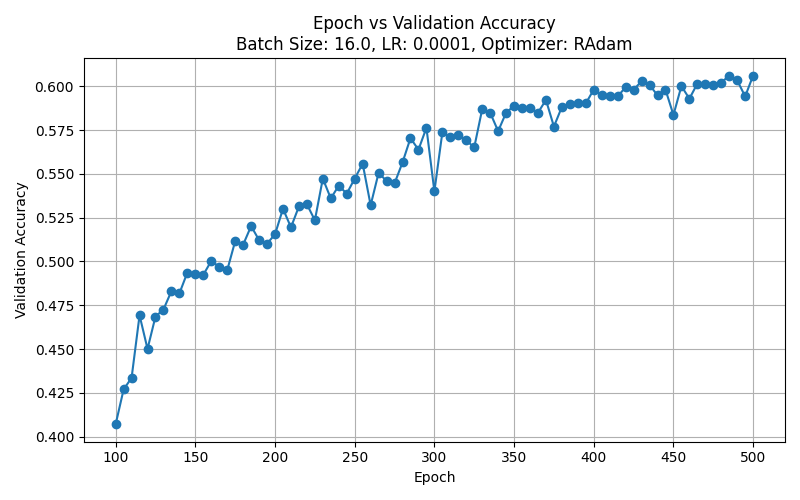 Epoch vs Validation Accuracy
Batch Size: 16.0, LR: 0.0001, Optimizer: RAdam
Validation Accuracy
0.600
0.575
0.550
0.525
0.500
0.475
0.450
0.425
0.400
100 150 200 250 300 350 400 450 500
Epoch